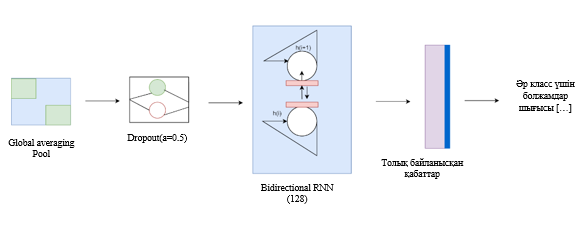 Global averaging
Pool
Dropout(a=0.5)
h(i+1)
h(i)
Bidirectional RNN
(128)
Толық байланысқан
қабаттар
Әр класс үшін
болжамдар
шығысы […]